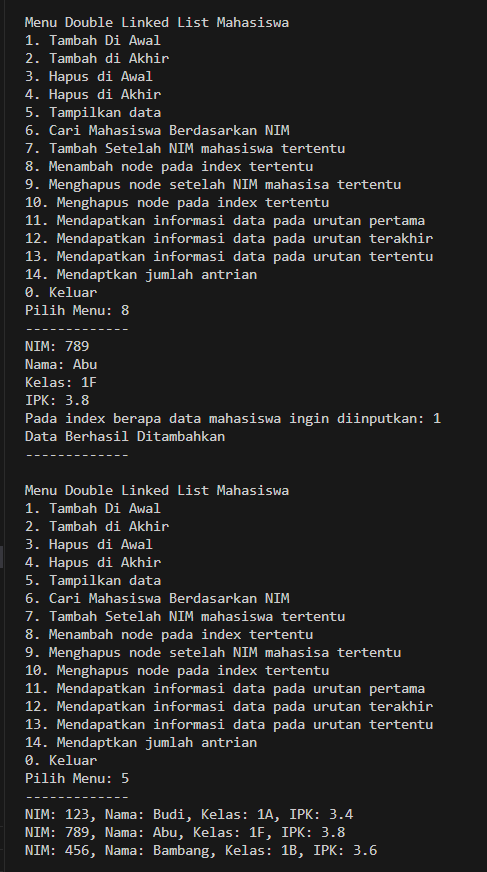 Menu Double Linked List Mahasiswa
1. Tambah Di Awal
2. Tambah di Akhir
3. Hapus di Awal
4. Hapus di Akhir
5. Tampilkan data
6. Cari Mahasiswa Berdasarkan NIM
7. Tambah Setelah NIM mahasiswa tertentu
8. Menambah node pada index tertentu
9. Menghapus node setelah NIM mahasisa tertentu
10. Menghapus node pada index tertentu
11. Mendapatkan informasi data pada urutan pertama
12. Mendapatkan informasi data pada urutan terakhir
13. Mendapatkan informasi data pada urutan tertentu
14. Mendaptkan jumlah antrian
0. Keluar
Pilih Menu: 8
-------------
NIM: 789
Nama: Abu
Kelas: 1F
IPK: 3.8
Pada index berapa data mahasiswa ingin diinputkan: 1
Data Berhasil Ditambahkan
-------------

Menu Double Linked List Mahasiswa
1. Tambah Di Awal
2. Tambah di Akhir
3. Hapus di Awal
4. Hapus di Akhir
5. Tampilkan data
6. Cari Mahasiswa Berdasarkan NIM
7. Tambah Setelah NIM mahasiswa tertentu
8. Menambah node pada index tertentu
9. Menghapus node setelah NIM mahasisa tertentu
10. Menghapus node pada index tertentu
11. Mendapatkan informasi data pada urutan pertama
12. Mendapatkan informasi data pada urutan terakhir
13. Mendapatkan informasi data pada urutan tertentu
14. Mendaptkan jumlah antrian
0. Keluar
Pilih Menu: 5
-------------
NIM: 123, Nama: Budi, Kelas: 1A, IPK: 3.4
NIM: 789, Nama: Abu, Kelas: 1F, IPK: 3.8
NIM: 456, Nama: Bambang, Kelas: 1B, IPK: 3.6